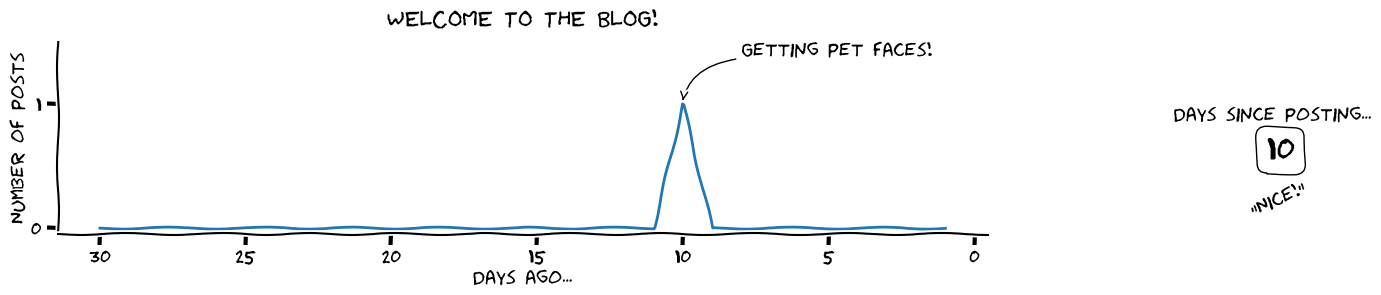 WELCOME TO THE BLOG!
GETTING PET FACES!
NUMBER OF POSTS
1
0
30 25 20 15 10 5 0
DAYS AGO...
DAYS SINCE POSTING...
10
"NICE!"